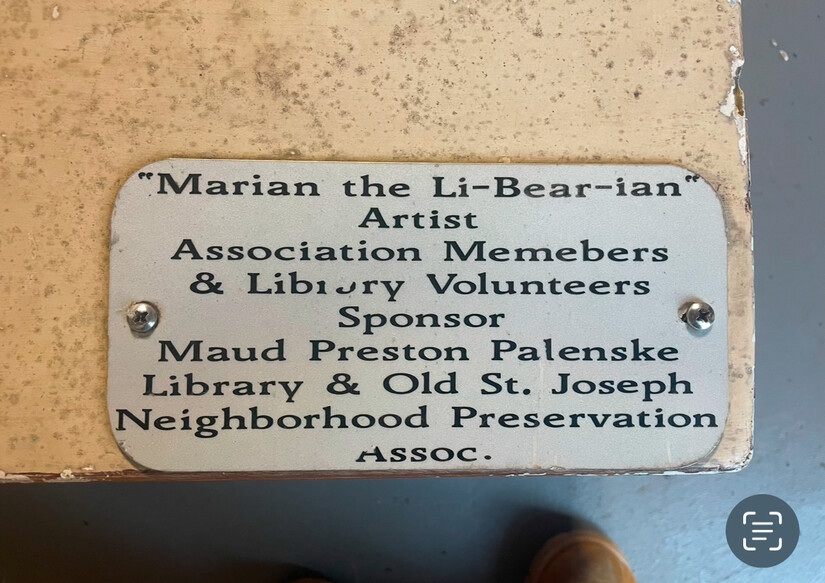 "Marian the Li-Bear-ian"
Artist
Association Memebers
& Library Volunteers
Sponsor
Maud Preston Palenske
Library & Old St. Joseph
Neighborhood Preservation
Assoc.